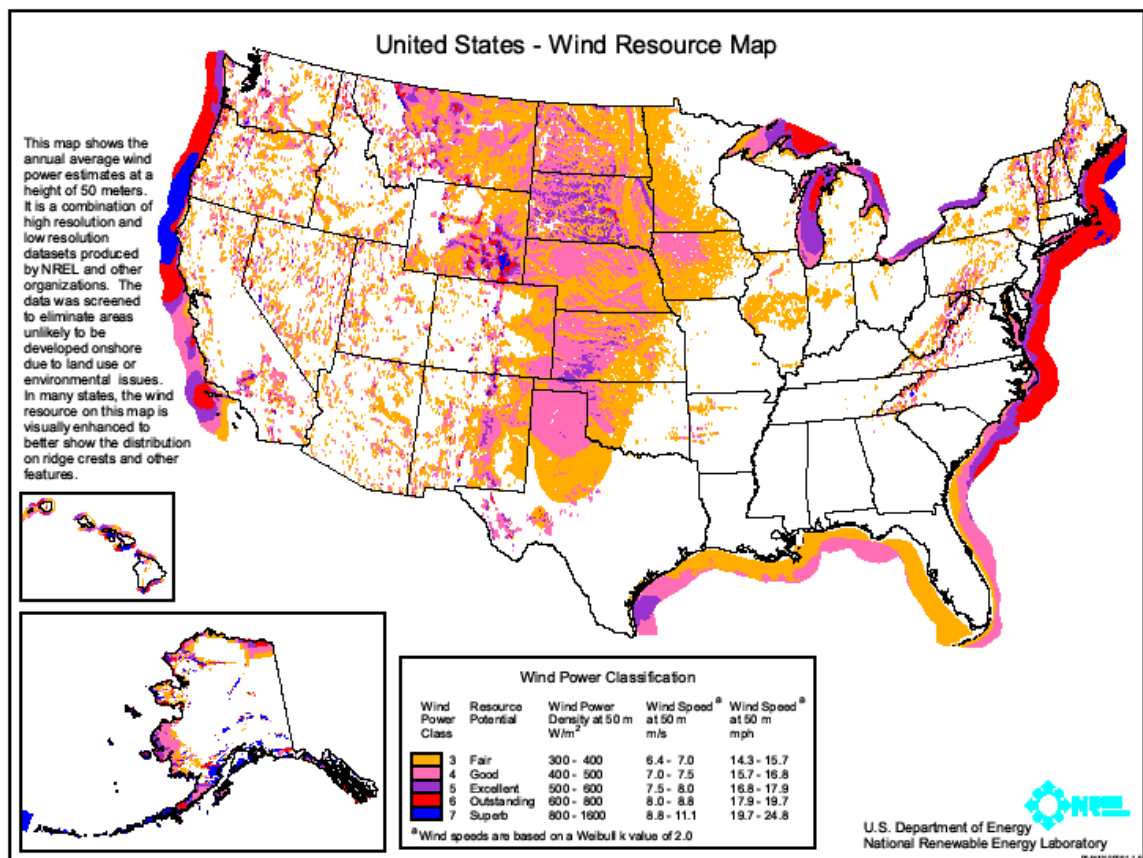 United States - Wind Resource Map
This map shows the
annual average wind
power estimates at a
height of 50 meters.
It is a combination of
high resolution and
low resolution
datasets produced
by NREL and other
organizations. The
data was screened
to eliminate areas
unlikely to be
developed onshore
due to land use or
environmental issues.
In many states, the wind
resource on this map is
visually enhanced to
better show the distribution
on ridge crests and other
features.
Wind Power Classification
Wind Resource Wind Power Wind Speed a Wind Speed a
Power Potential Density at 50 m at 50 m at 50 m
Class W/m2 m/s mph
3 Fair 300 - 400 6.4 - 7.0 14.3 - 15.7
4 Good 400 - 500 7.0 - 7.5 15.7 - 16.8
5 Excellent 500 - 600 7.5 - 8.0 16.8 - 17.9
6 Outstanding 600 - 800 8.0 - 8.8 17.9 - 19.7
7 Superb 800 - 1600 8.8 - 11.1 19.7 - 24.8
a Wind speeds are based on a Weibull k value of 2.0
NREL
U.S. Department of Energy
National Renewable Energy Laboratory